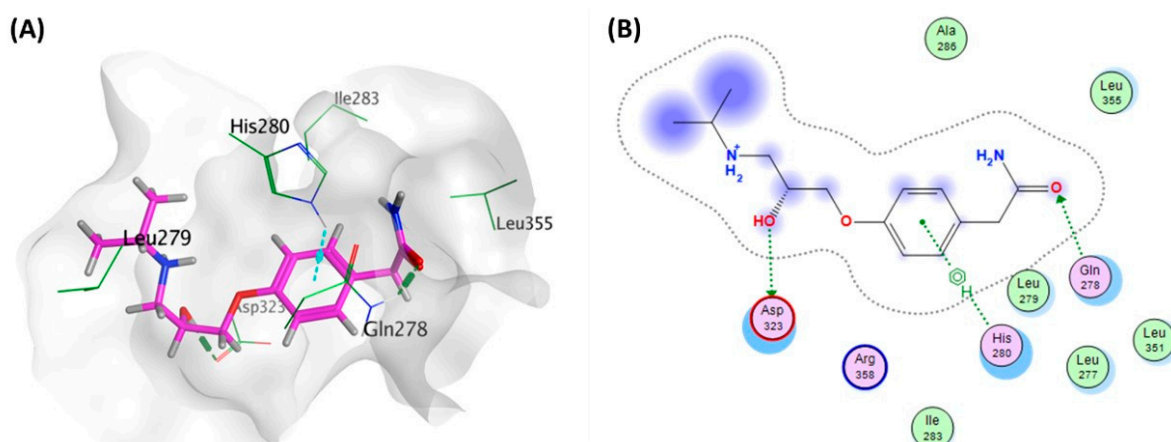 (A)
Ile283
His280
Leu355
Leu279
Asp323
Gln278
(B)
Ala
286
Leu
355
N+
H2
H2N
O
HO
O
Gln
278
Leu
279
H
Asp
323
His
280
Leu
351
Arg
358
Leu
277
Ile
283